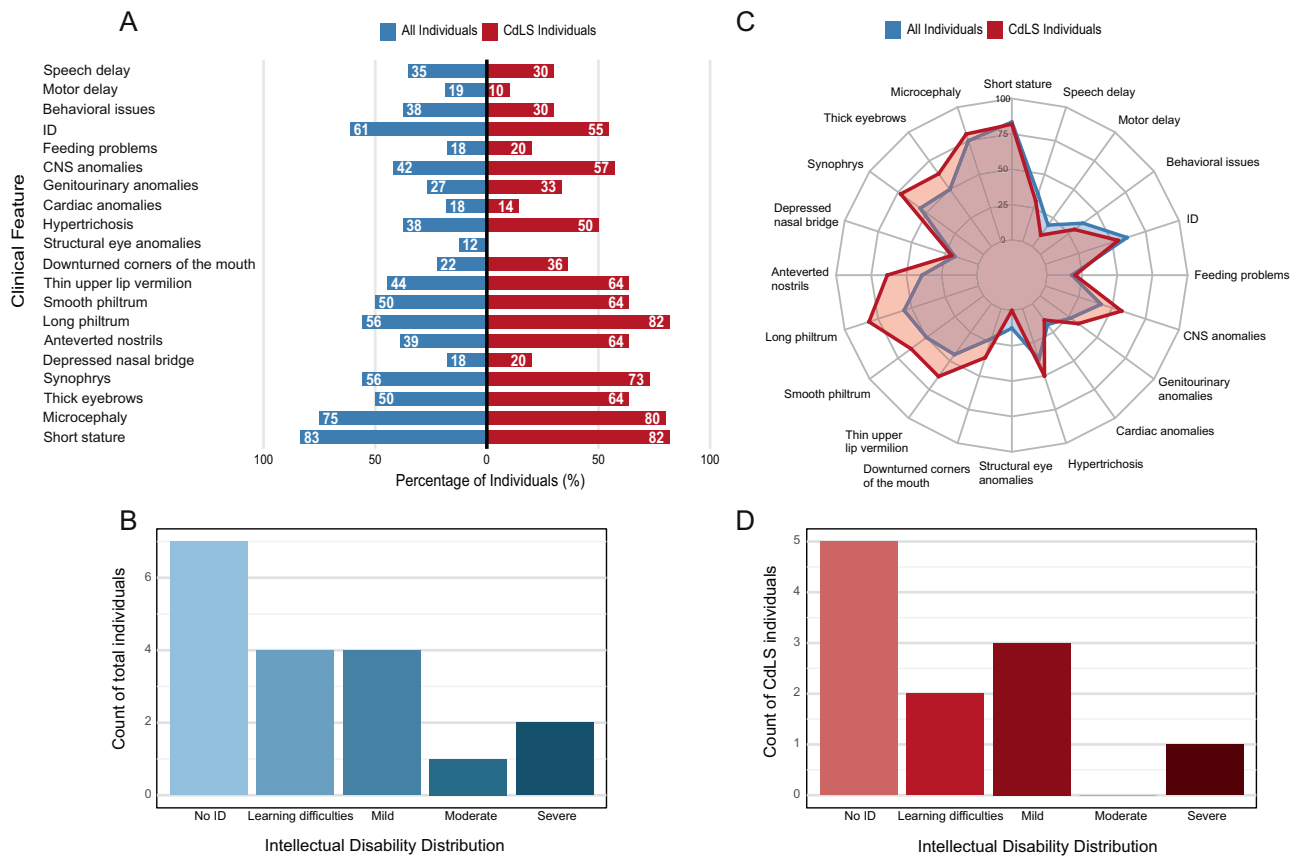 A
All Individuals CdLS Individuals
Clinical Feature
Speech delay 35 30
Motor delay 19 10
Behavioral issues 38 30
ID 61 55
Feeding problems 18 20
CNS anomalies 42 57
Genitourinary anomalies 27 33
Cardiac anomalies 18 14
Hypertrichosis 38 50
Structural eye anomalies 12
Downturned corners of the mouth 22 36
Thin upper lip vermilion 44 64
Smooth philtrum 50 64
Long philtrum 56 82
Anteverted nostrils 39 64
Depressed nasal bridge 18 20
Synophrys 56 73
Thick eyebrows 50 64
Microcephaly 75 80
Short stature 83 82
100 50 0 50 100
Percentage of Individuals (%)
C
All Individuals CdLS Individuals
Short stature
Speech delay
Motor delay
Behavioral issues
ID
Feeding problems
CNS anomalies
Genitourinary
anomalies
Cardiac anomalies
Hypertrichosis
Structural eye
anomalies
Downturned corners
of the mouth
Thin upper
lip vermilion
Smooth philtrum
Long philtrum
Anteverted
nostrils
Depressed
nasal bridge
Synophrys
Thick eyebrows
Microcephaly
100
75
50
25
0
B
Count of total individuals
6
4
2
0
No ID Learning difficulties Mild Moderate Severe
Intellectual Disability Distribution
D
Count of CdLS individuals
5
4
3
2
1
0
No ID Learning difficulties Mild Moderate Severe
Intellectual Disability Distribution